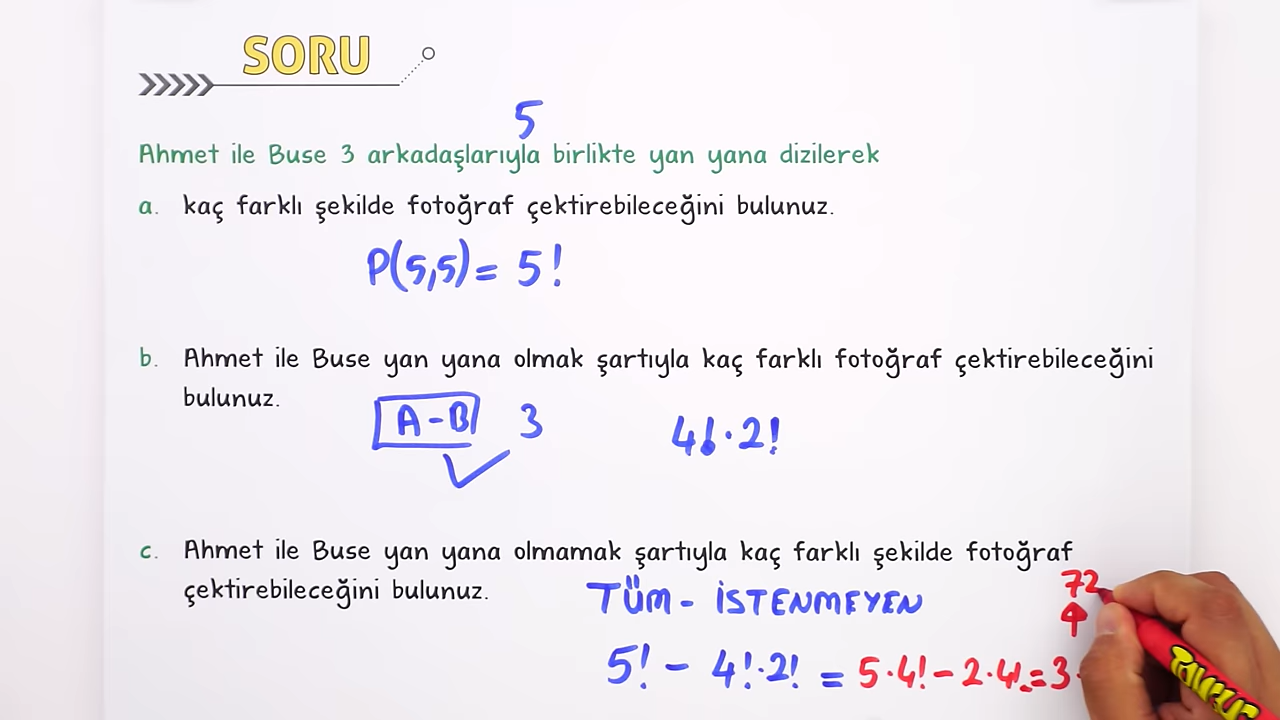 SORU
5
Ahmet ile Buse 3 arkadaşlarıyla birlikte yan yana dizilerek
a. kaç farklı şekilde fotoğraf çektirebileceğini bulunuz.
P(5,5) = 5!
b. Ahmet ile Buse yan yana olmak şartıyla kaç farklı fotoğraf çektirebileceğini
bulunuz.
A-B 3 4!·2!
c. Ahmet ile Buse yan yana olmamak şartıyla kaç farklı şekilde fotoğraf
çektirebileceğini bulunuz.
TÜM - İSTENMEYEN
72
5! - 4!·2! = 5·4! - 2·4! = 3·